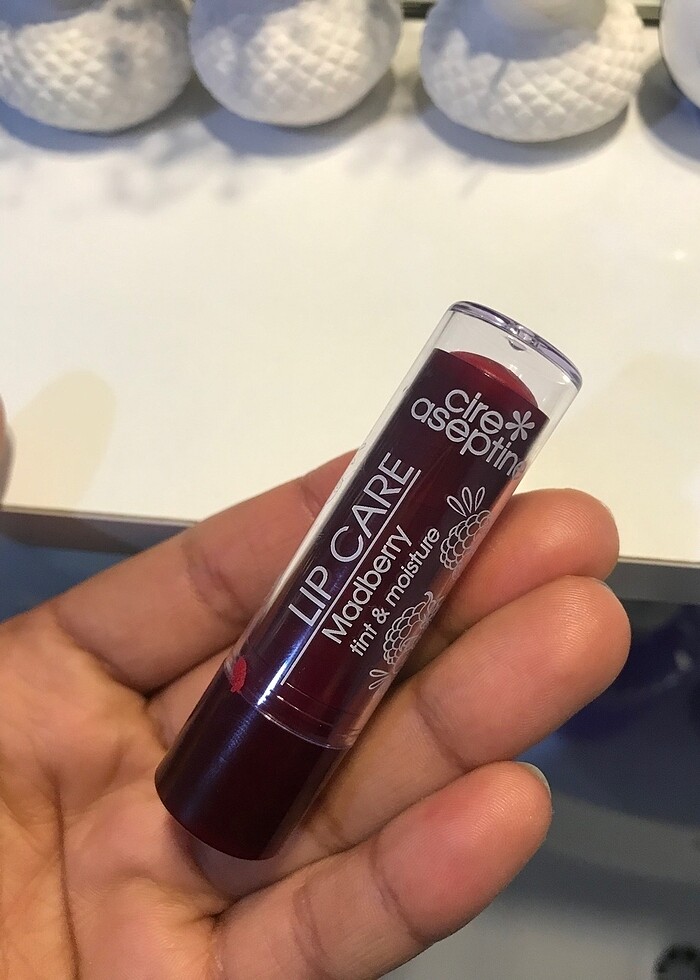 cire
aseptine
LIP CARE
Madberry
tint & moisture